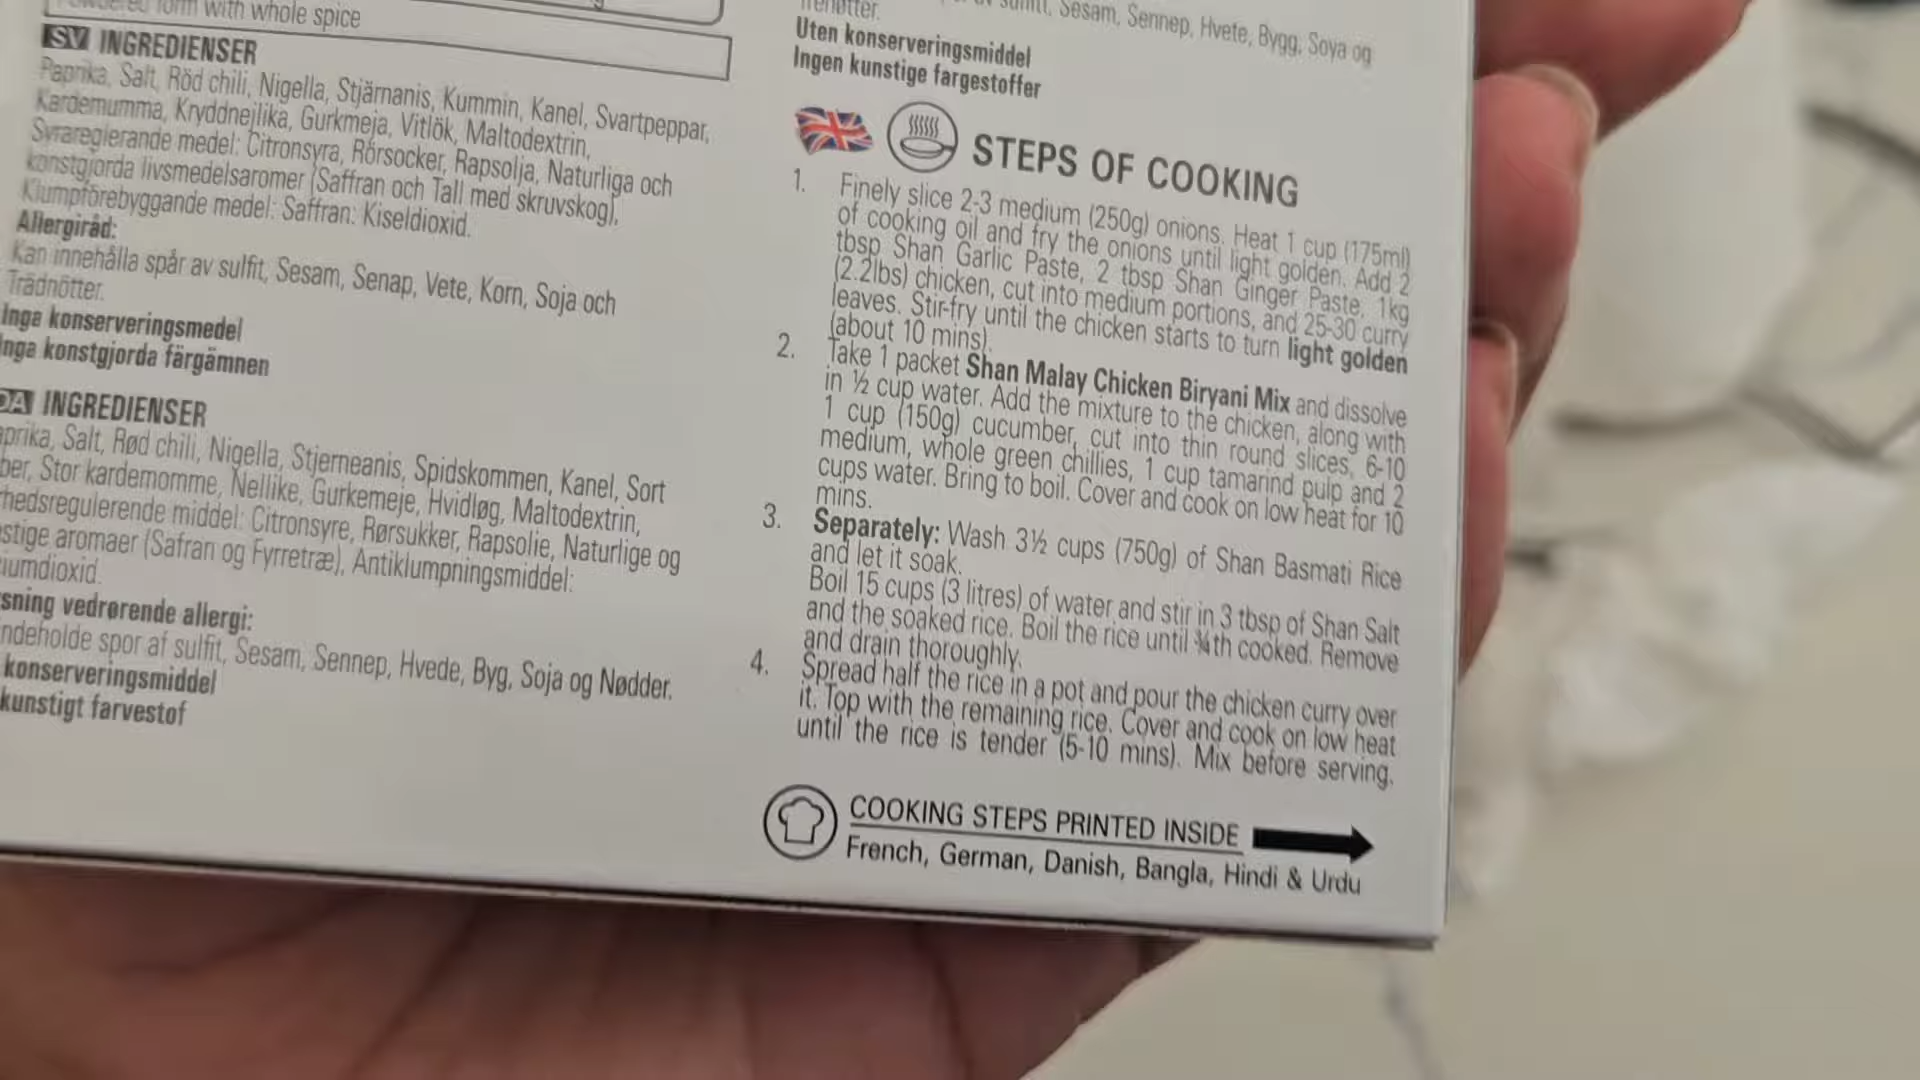 form with whole spice
SV INGREDIENSER
Paprika, Salt, Röd chili, Nigella, Stjärnanis, Kummin, Kanel, Svartpeppar,
Kardemumma, Kryddnejlika, Gurkmeja, Vitlök, Maltodextrin,
Syrareglerande medel: Citronsyra, Rörsocker, Rapsolja, Naturliga och
konstgjorda livsmedelsaromer (Saffran och Tall med skruvskog),
Klumpförebyggande medel: Saffran: Kiseldioxid.
Allergiråd:
Kan innehålla spår av sulfit, Sesam, Senap, Vete, Korn, Soja och
Trädnötter.
Inga konserveringsmedel
Inga konstgjorda färgämnen
DA INGREDIENSER
aprika, Salt, Rød chili, Nigella, Stjerneanis, Spidskommen, Kanel, Sort
ber, Stor kardemomme, Nellike, Gurkemeje, Hvidløg, Maltodextrin,
hedsregulerende middel: Citronsyre, Rørsukker, Rapsolie, Naturlige og
stige aromaer (Safran og Fyrretræ), Antiklumpningsmiddel:
iumdioxid.
sning vedrørende allergi:
ndeholde spor af sulfit, Sesam, Sennep, Hvede, Byg, Soja og Nødder.
konserveringsmiddel
kunstigt farvestof
sulfitt, Sesam, Sennep, Hvete, Bygg, Soya og
Trenøtter.
Uten konserveringsmiddel
Ingen kunstige fargestoffer
STEPS OF COOKING
1. Finely slice 2-3 medium (250g) onions. Heat 1 cup (175ml)
of cooking oil and fry the onions until light golden. Add 2
tbsp Shan Garlic Paste, 2 tbsp Shan Ginger Paste, 1kg
(2.2lbs) chicken, cut into medium portions, and 25-30 curry
leaves. Stir-fry until the chicken starts to turn light golden
(about 10 mins).
2. Take 1 packet Shan Malay Chicken Biryani Mix and dissolve
in ½ cup water. Add the mixture to the chicken, along with
1 cup (150g) cucumber, cut into thin round slices, 6-10
medium, whole green chillies, 1 cup tamarind pulp and 2
cups water. Bring to boil. Cover and cook on low heat for 10
mins.
3. Separately: Wash 3½ cups (750g) of Shan Basmati Rice
and let it soak.
Boil 15 cups (3 litres) of water and stir in 3 tbsp of Shan Salt
and the soaked rice. Boil the rice until ¾th cooked. Remove
and drain thoroughly.
4. Spread half the rice in a pot and pour the chicken curry over
it. Top with the remaining rice. Cover and cook on low heat
until the rice is tender (5-10 mins). Mix before serving.
COOKING STEPS PRINTED INSIDE
French, German, Danish, Bangla, Hindi & Urdu